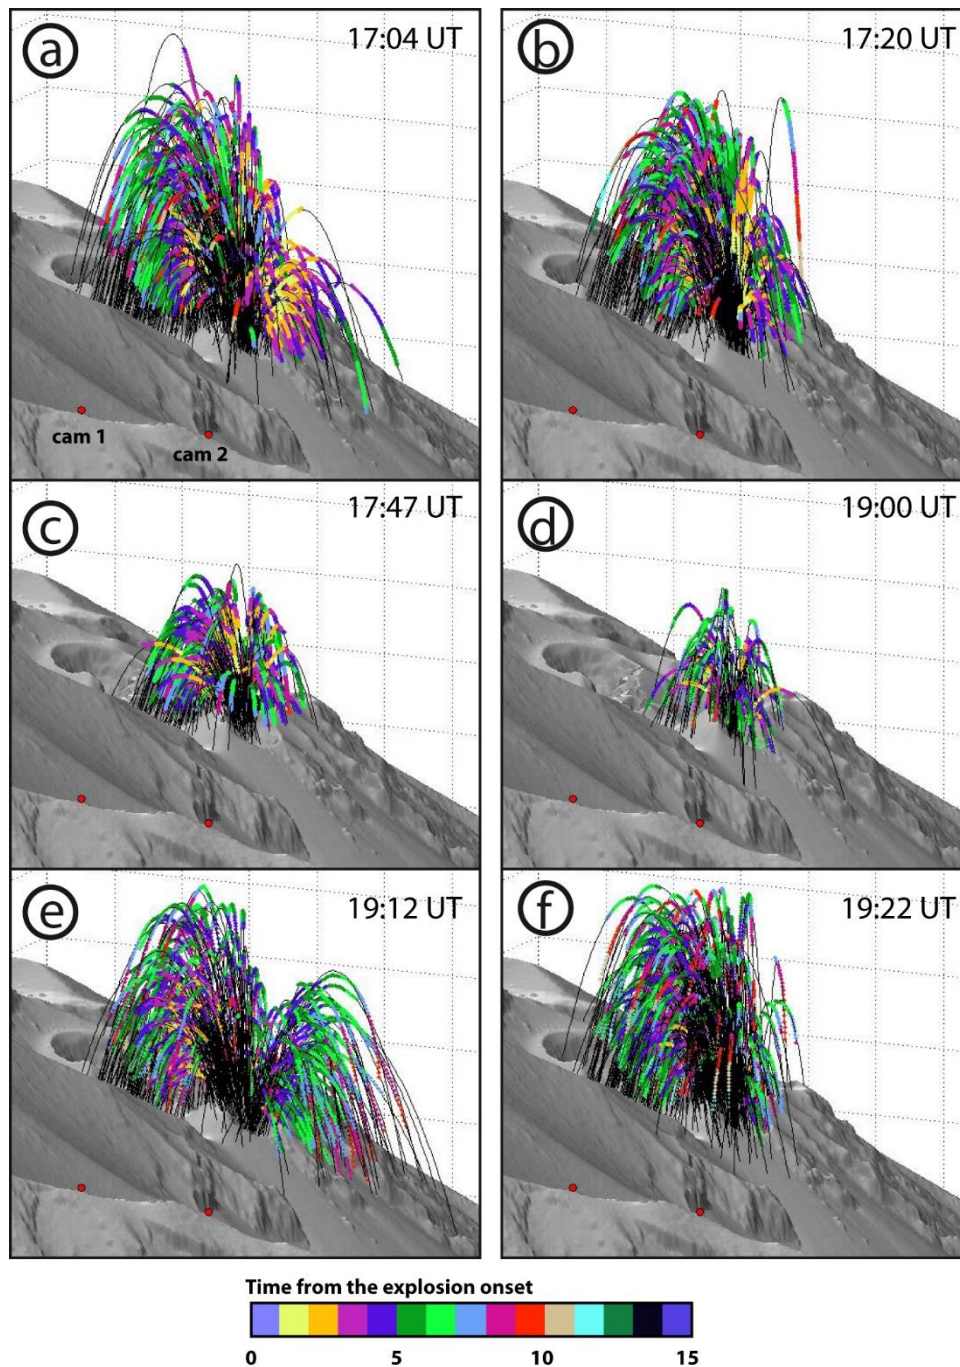 a 17:04 UT
b 17:20 UT
cam 1
cam 2
c 17:47 UT
d 19:00 UT
e 19:12 UT
f 19:22 UT
Time from the explosion onset
0 5 10 15